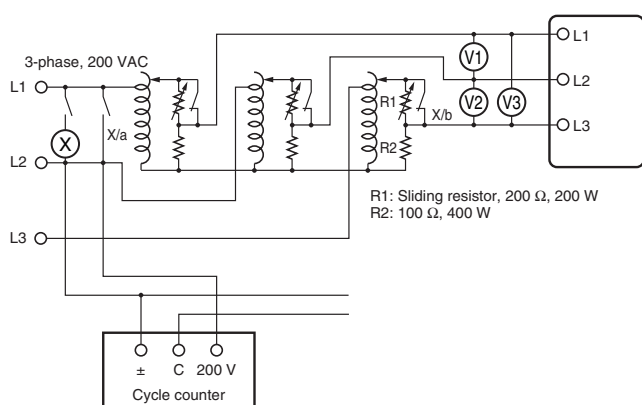 3-phase, 200 VAC
L1
X/a
X
L2
L3
R1
R2
X/b
V1
V2
V3
L1
L2
L3
R1: Sliding resistor, 200 Ω, 200 W
R2: 100 Ω, 400 W
± C 200 V
Cycle counter